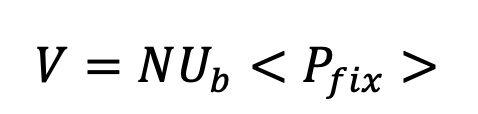 V = NU_b < P_fix >